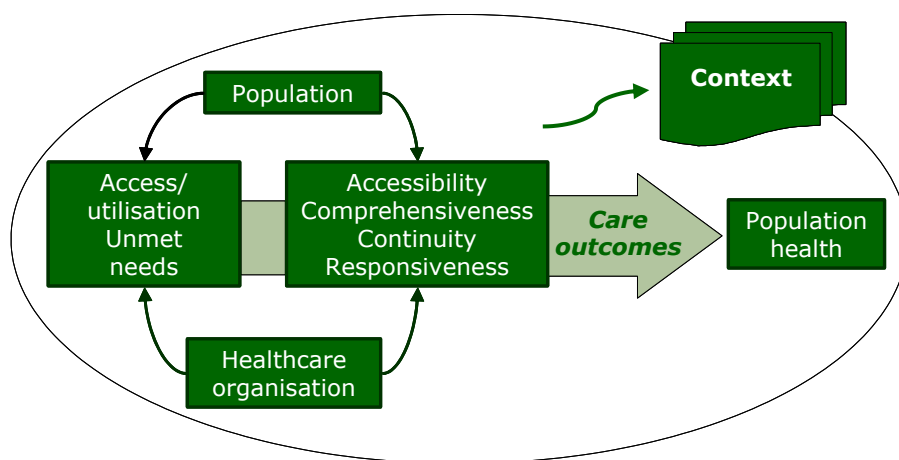 Context
Population
Access/
utilisation
Unmet
needs
Accessibility
Comprehensiveness
Continuity
Responsiveness
Care
outcomes
Population
health
Healthcare
organisation